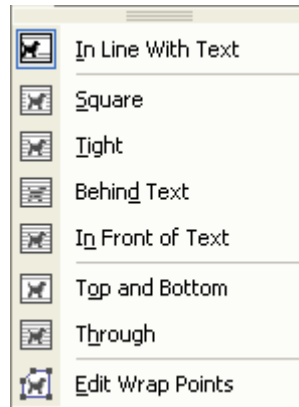 In Line With Text
Square
Tight
Behind Text
In Front of Text
Top and Bottom
Through
Edit Wrap Points